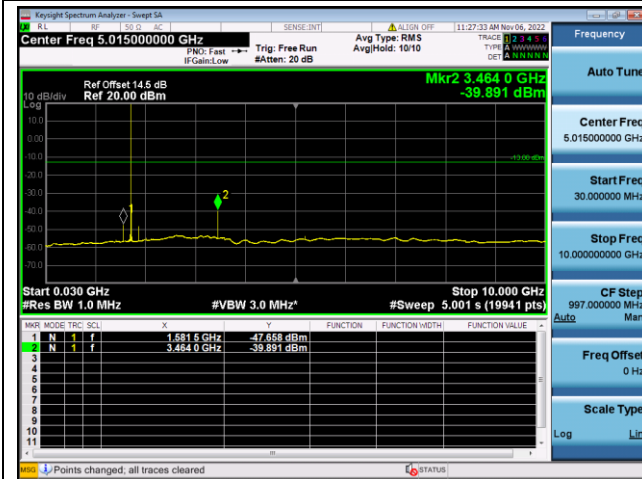 Keysight Spectrum Analyzer - Swept SA
RL RF 50 Ω AC SENSE:INT ALIGN OFF 11:27:33 AM Nov 06, 2022
Center Freq 5.015000000 GHz
PNO: Fast
IFGain:Low
Trig: Free Run
#Atten: 20 dB
Avg Type: RMS
Avg|Hold: 10/10
TRACE 1 2 3 4 5 6
TYPE A WWWWW
DET A N N N N N
Ref Offset 14.5 dB
10 dB/div Ref 20.00 dBm
Log
Mkr2 3.464 0 GHz
-39.891 dBm
10.0
0.00
-10.0
-13.00 dBm
-20.0
-30.0
-40.0
-50.0
-60.0
-70.0
1
2
Start 0.030 GHz Stop 10.000 GHz
#Res BW 1.0 MHz #VBW 3.0 MHz* #Sweep 5.001 s (19941 pts)
MKR MODE TRC SCL X Y FUNCTION FUNCTION WIDTH FUNCTION VALUE
1 N 1 f 1.581 5 GHz -47.658 dBm
2 N 1 f 3.464 0 GHz -39.891 dBm
3
4
5
6
7
8
9
10
11
MSG Points changed; all traces cleared STATUS
Frequency
Auto Tune
Center Freq
5.015000000 GHz
Start Freq
30.000000 MHz
Stop Freq
10.000000000 GHz
CF Step
997.000000 MHz
Auto Man
Freq Offset
0 Hz
Scale Type
Log Lin